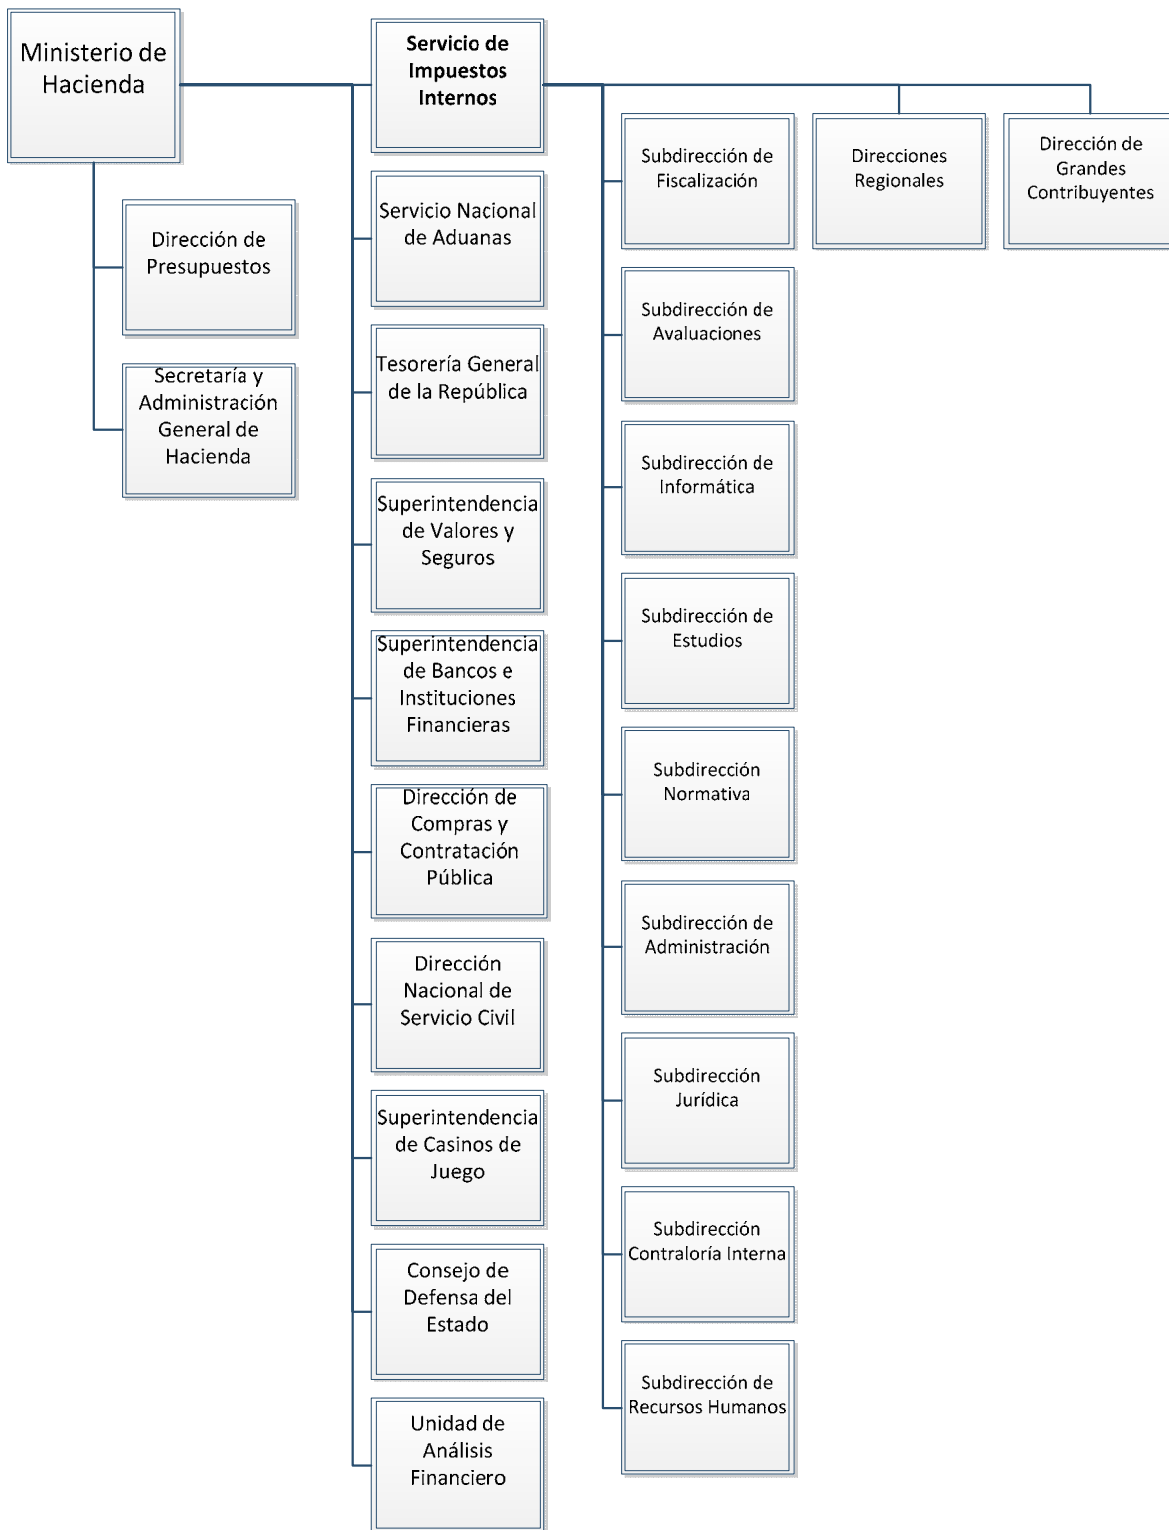 Ministerio de
Hacienda
Dirección de
Presupuestos
Secretaría y
Administración
General de
Hacienda
Servicio de
Impuestos
Internos
Servicio Nacional
de Aduanas
Tesorería General
de la República
Superintendencia
de Valores y
Seguros
Superintendencia
de Bancos e
Instituciones
Financieras
Dirección de
Compras y
Contratación
Pública
Dirección
Nacional de
Servicio Civil
Superintendencia
de Casinos de
Juego
Consejo de
Defensa del
Estado
Unidad de
Análisis
Financiero
Subdirección de
Fiscalización
Subdirección de
Avaluaciones
Subdirección de
Informática
Subdirección de
Estudios
Subdirección
Normativa
Subdirección de
Administración
Subdirección
Jurídica
Subdirección
Contraloría Interna
Subdirección de
Recursos Humanos
Direcciones
Regionales
Dirección de
Grandes
Contribuyentes